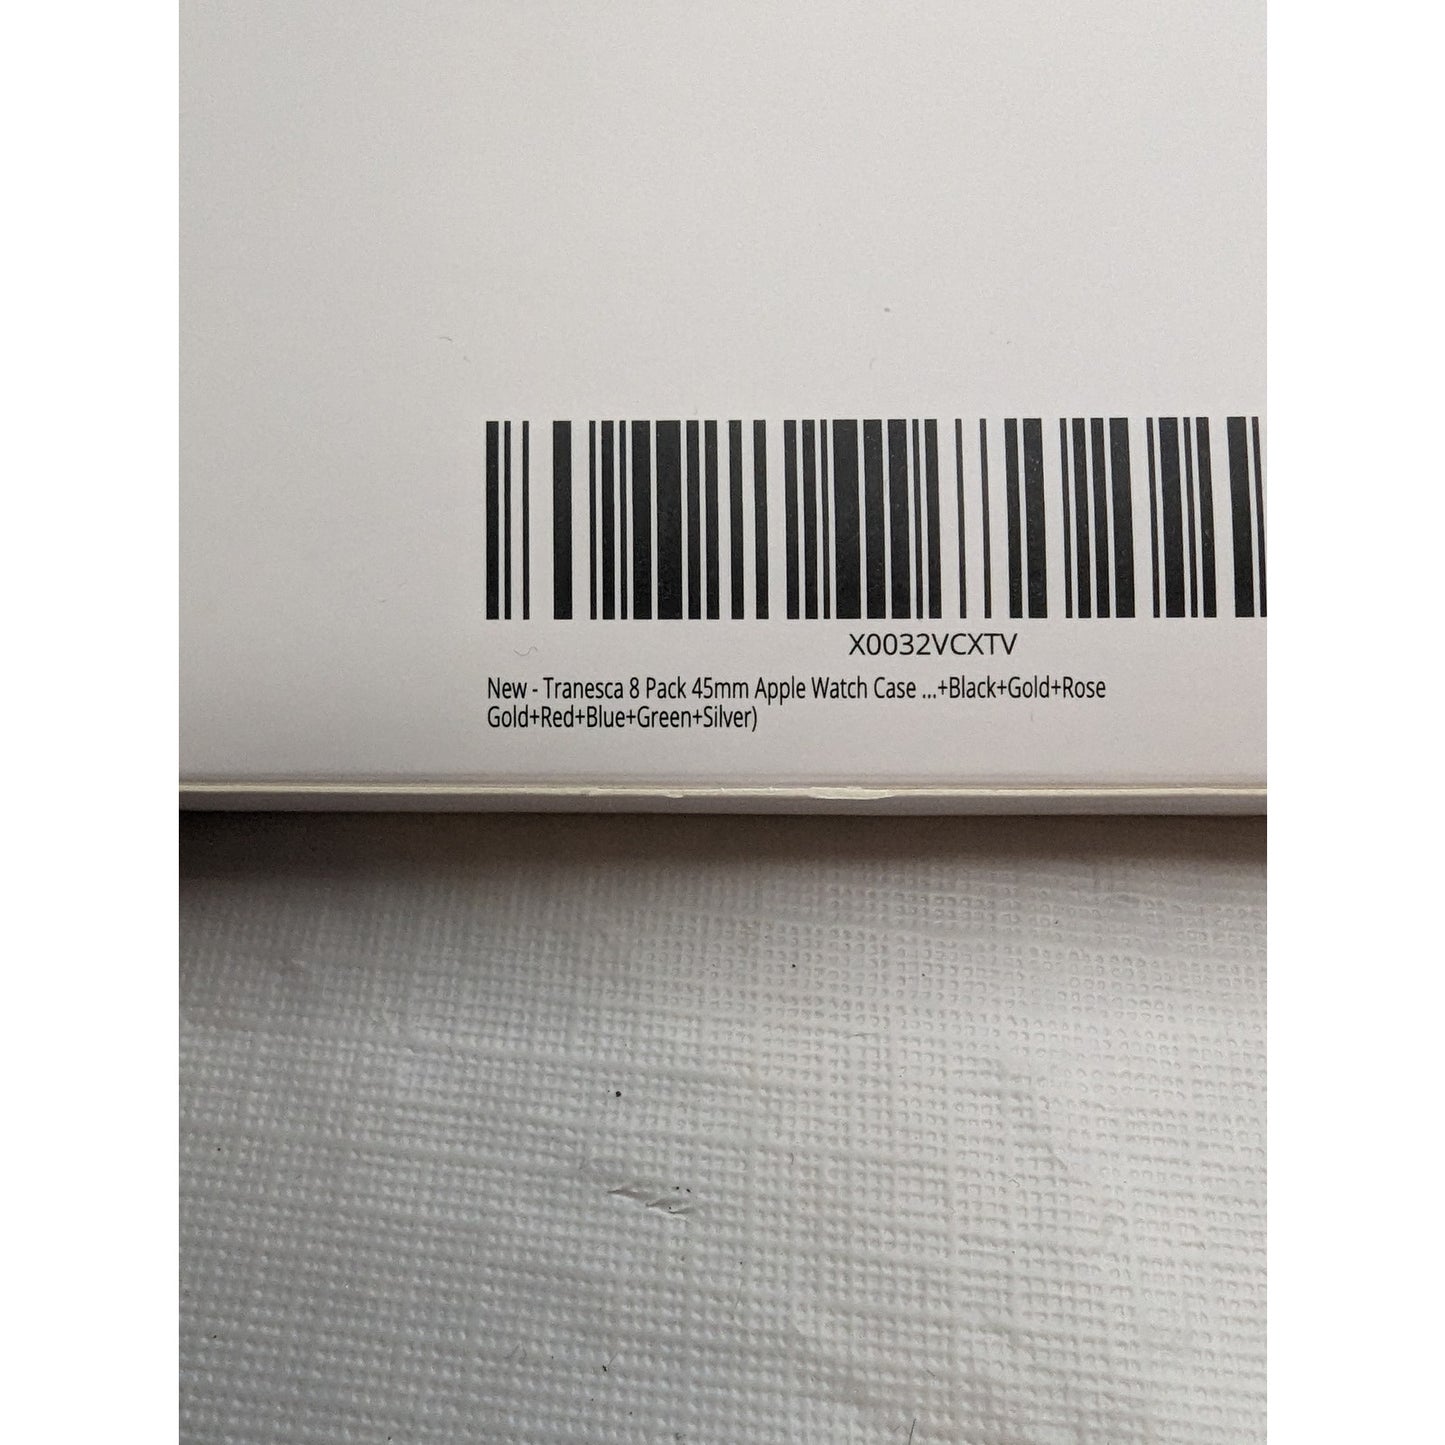 X0032VCXTV
New - Tranesca 8 Pack 45mm Apple Watch Case ...+Black+Gold+Rose
Gold+Red+Blue+Green+Silver)